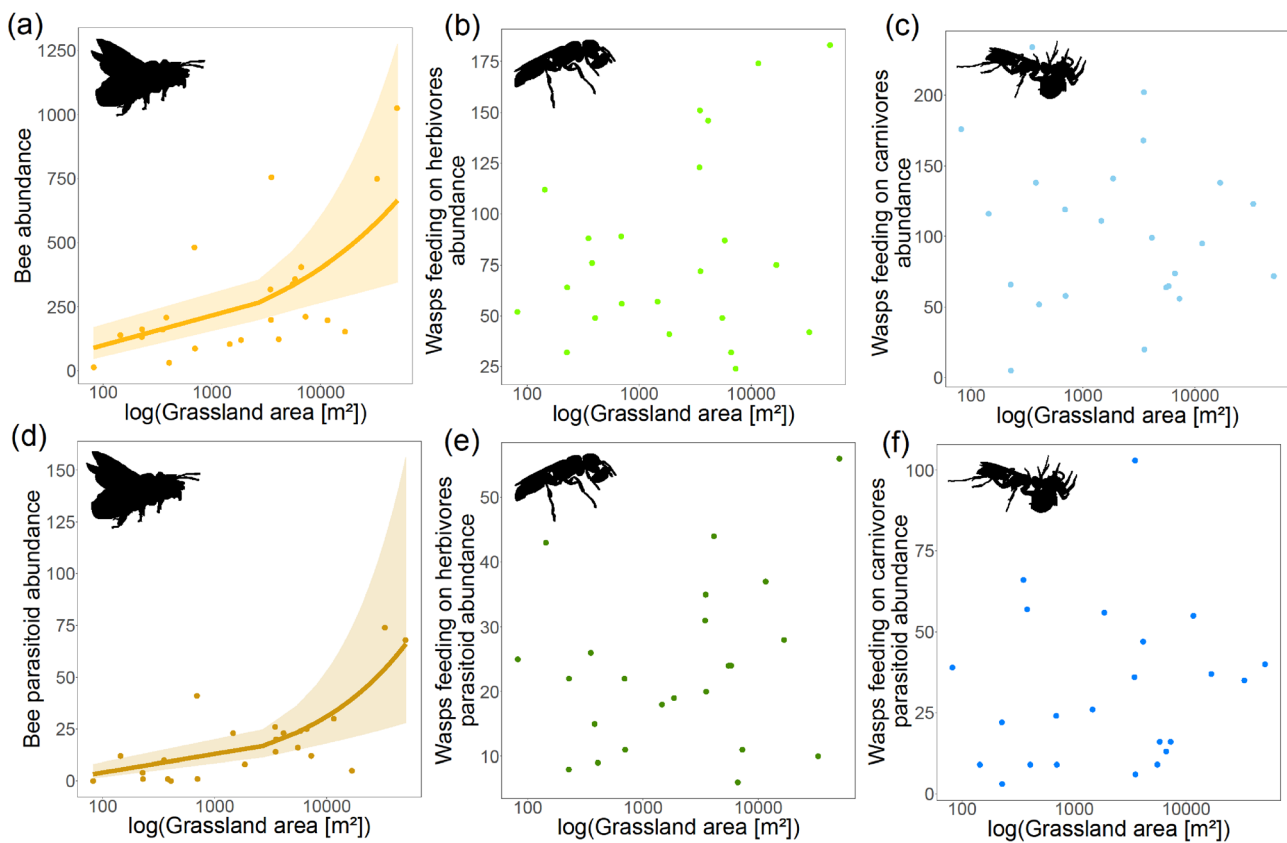 (a)
Bee abundance
1250
1000
750
500
250
0
100
1000
10000
log(Grassland area [m²])
(b)
Wasps feeding on herbivores
abundance
175
150
125
100
75
50
25
100
1000
10000
log(Grassland area [m²])
(c)
Wasps feeding on carnivores
abundance
200
150
100
50
0
100
1000
10000
log(Grassland area [m²])
(d)
Bee parasitoid abundance
150
125
100
75
50
25
0
100
1000
10000
log(Grassland area [m²])
(e)
Wasps feeding on herbivores
parasitoid abundance
50
40
30
20
10
100
1000
10000
log(Grassland area [m²])
(f)
Wasps feeding on carnivores
parasitoid abundance
100
75
50
25
0
100
1000
10000
log(Grassland area [m²])